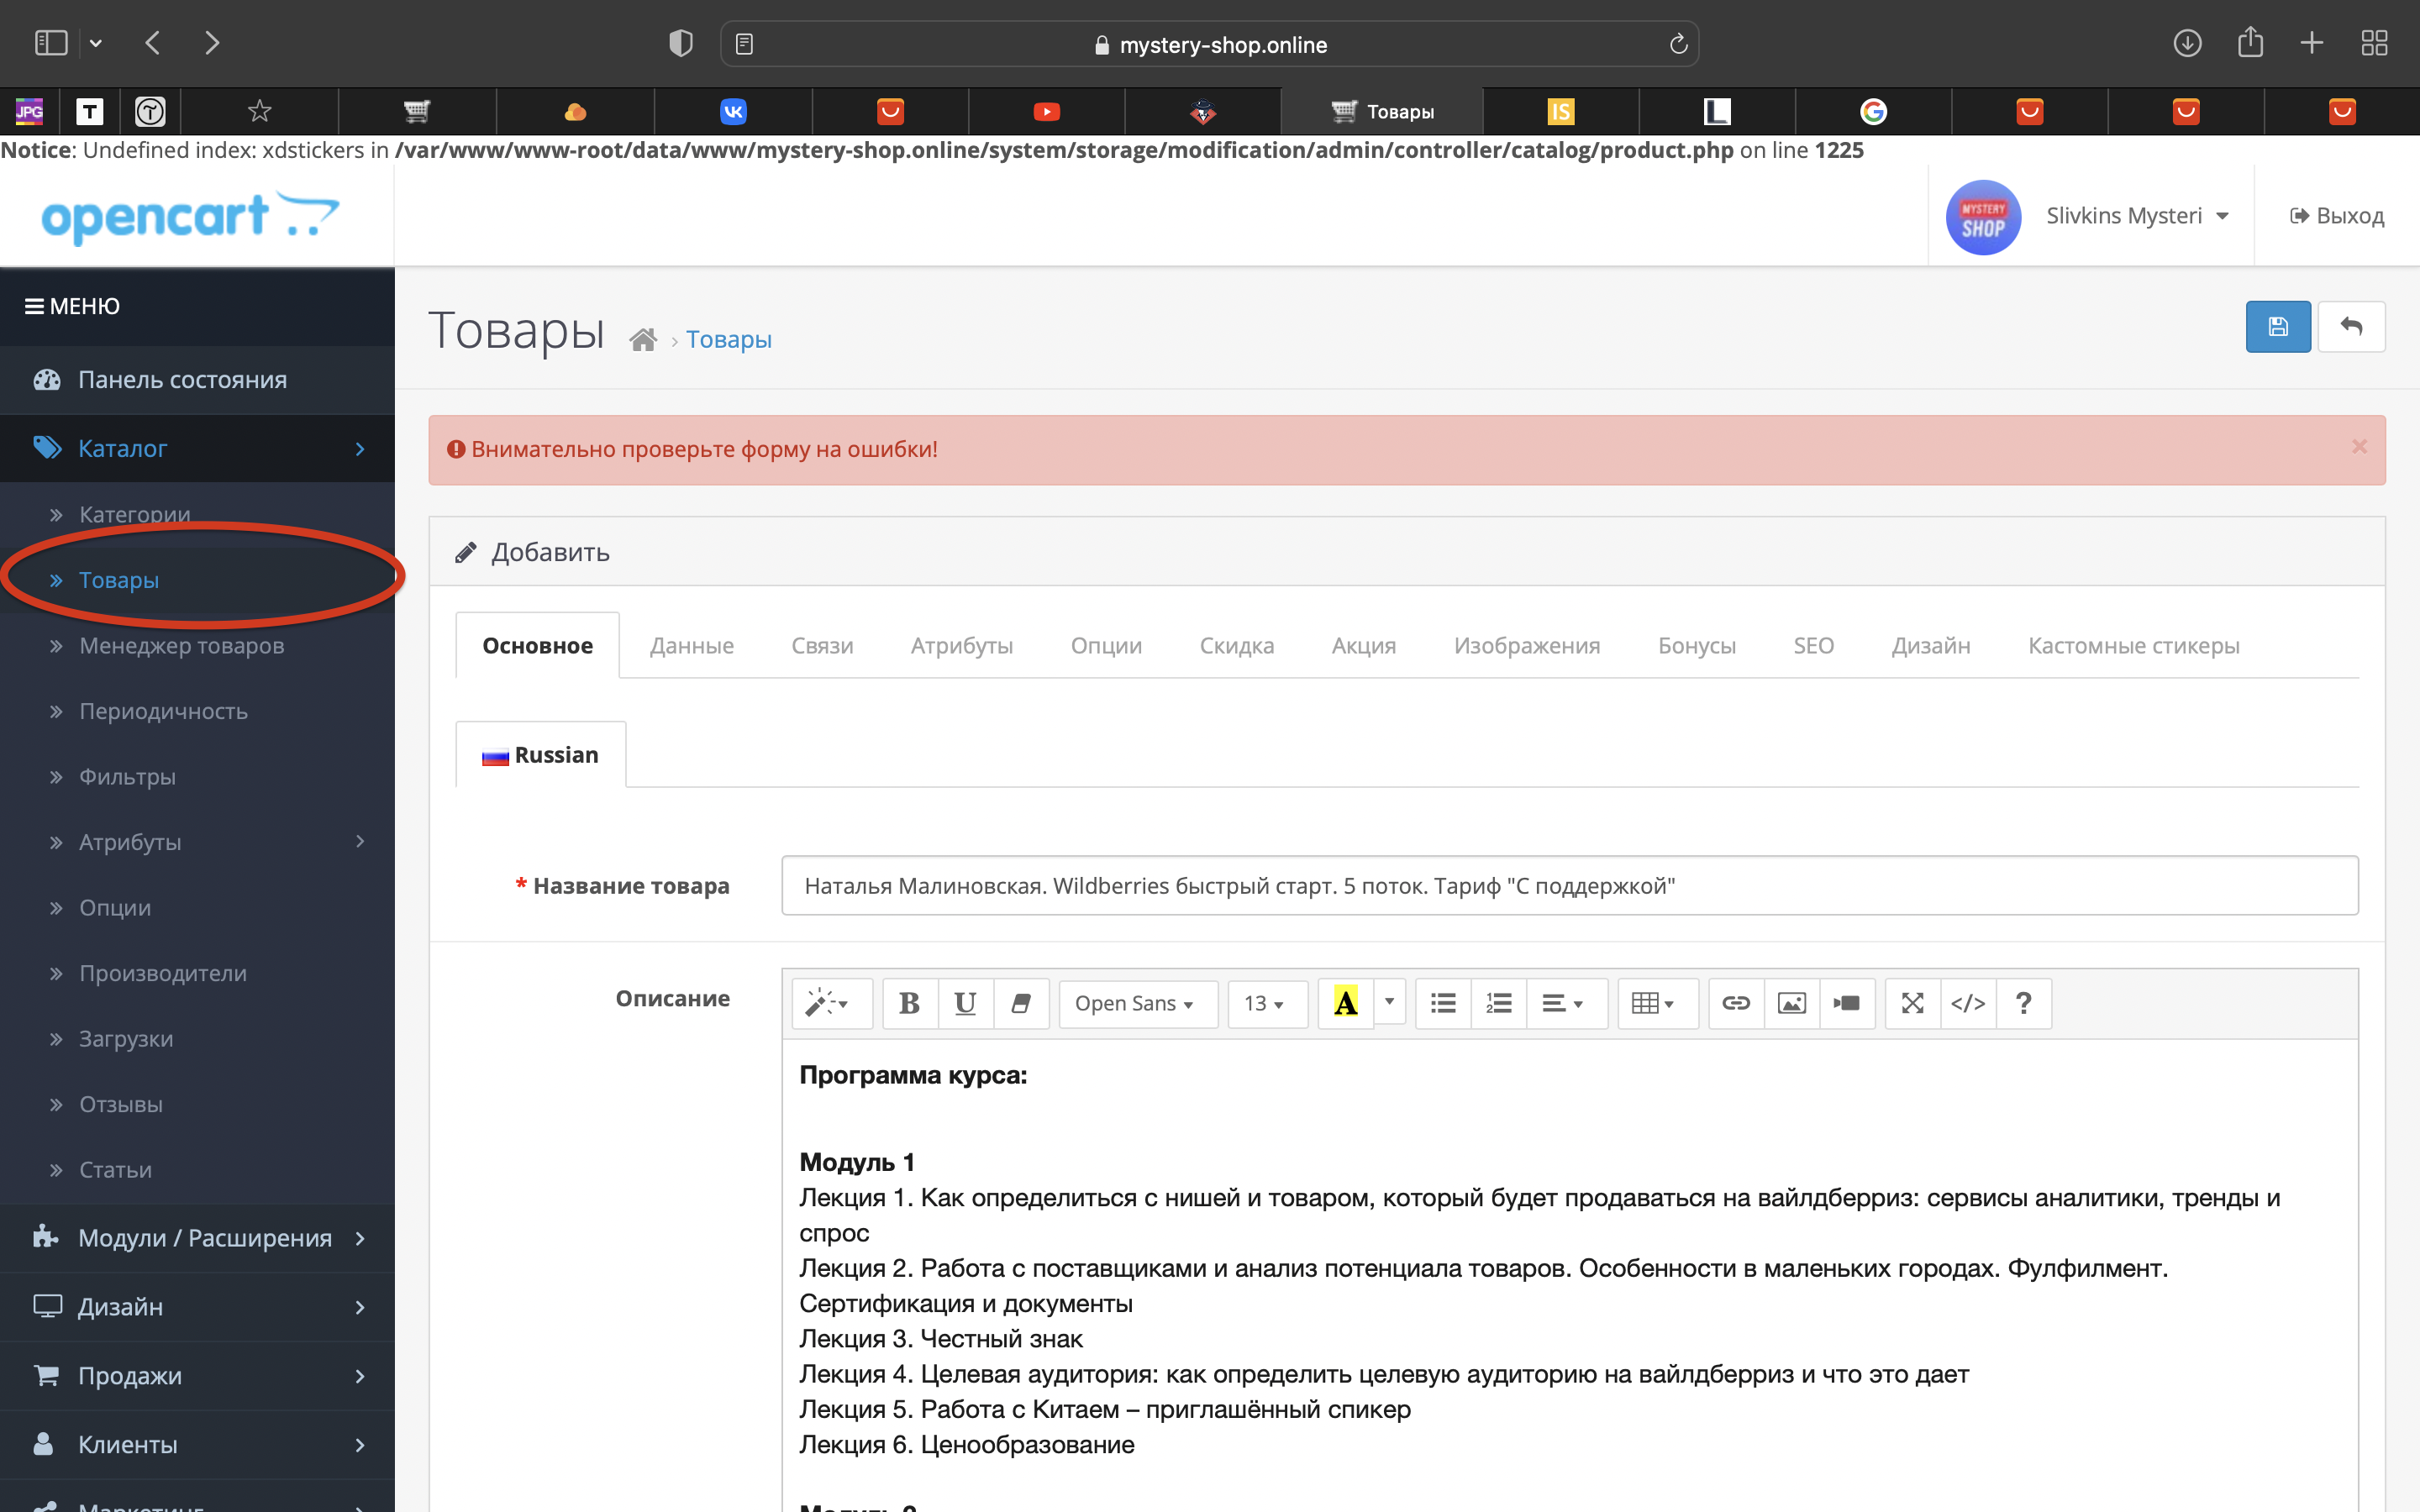 mystery-shop.online
JPG
T
T
VK
Товары
IS
L
G
Notice: Undefined index: xdstickers in /var/www/www-root/data/www/mystery-shop.online/system/storage/modification/admin/controller/catalog/product.php on line 1225
opencart
MYSTERY
SHOP
Slivkins Mysteri
Выход
МЕНЮ
Панель состояния
Каталог
Категории
Товары
Менеджер товаров
Периодичность
Фильтры
Атрибуты
Опции
Производители
Загрузки
Отзывы
Статьи
Модули / Расширения
Дизайн
Продажи
Клиенты
Маркетинг
Товары › Товары
Внимательно проверьте форму на ошибки! ×
Добавить
Основное Данные Связи Атрибуты Опции Скидка Акция Изображения Бонусы SEO Дизайн Кастомные стикеры
Russian
* Название товара Наталья Малиновская. Wildberries быстрый старт. 5 поток. Тариф "С поддержкой"
Описание B U Open Sans 13 A </> ?
Программа курса:
Модуль 1
Лекция 1. Как определиться с нишей и товаром, который будет продаваться на вайлдберриз: сервисы аналитики, тренды и
спрос
Лекция 2. Работа с поставщиками и анализ потенциала товаров. Особенности в маленьких городах. Фулфилмент.
Сертификация и документы
Лекция 3. Честный знак
Лекция 4. Целевая аудитория: как определить целевую аудиторию на вайлдберриз и что это дает
Лекция 5. Работа с Китаем – приглашённый спикер
Лекция 6. Ценообразование
Модуль 2